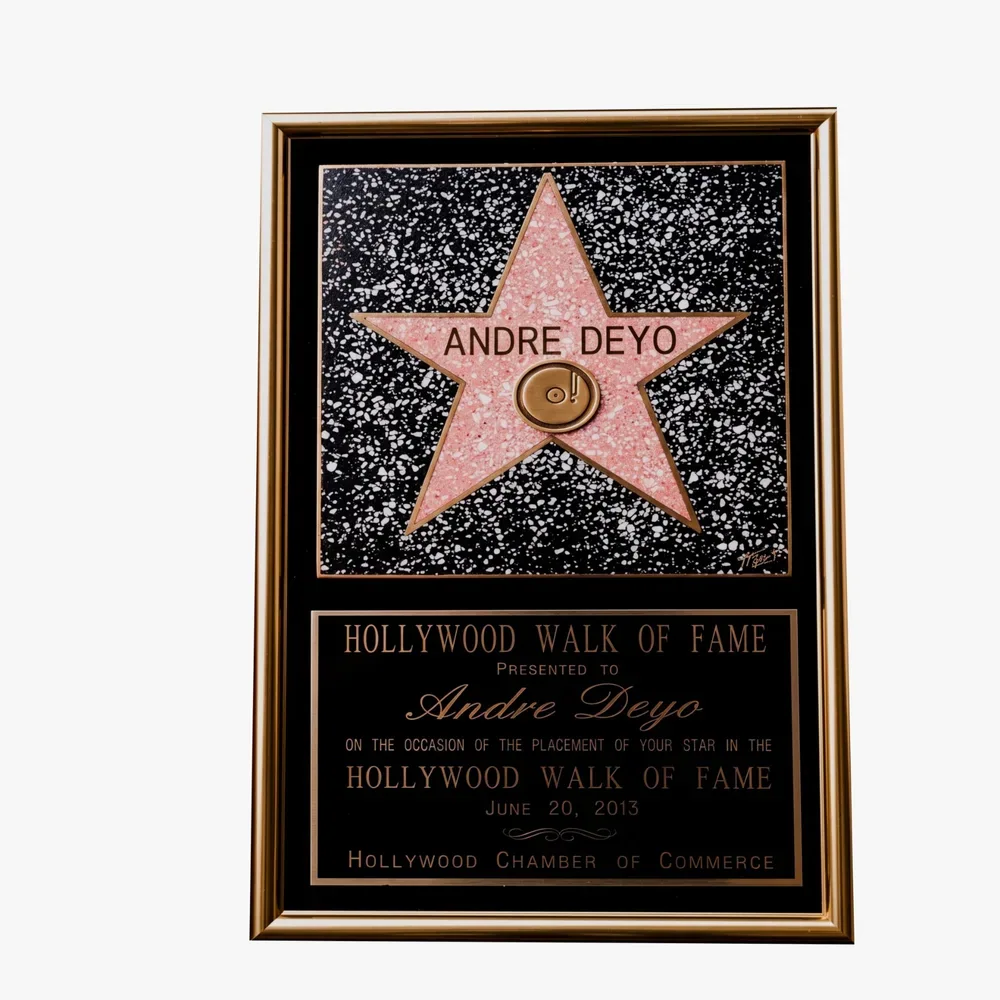 ANDRE DEYO
HOLLYWOOD WALK OF FAME
PRESENTED TO
Andre Deyo
ON THE OCCASION OF THE PLACEMENT OF YOUR STAR IN THE
HOLLYWOOD WALK OF FAME
JUNE 20, 2013
HOLLYWOOD CHAMBER OF COMMERCE